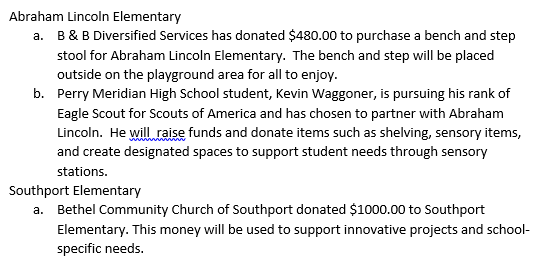 Abraham Lincoln Elementary
a. B & B Diversified Services has donated $480.00 to purchase a bench and step
stool for Abraham Lincoln Elementary. The bench and step will be placed
outside on the playground area for all to enjoy.
b. Perry Meridian High School student, Kevin Waggoner, is pursuing his rank of
Eagle Scout for Scouts of America and has chosen to partner with Abraham
Lincoln. He will raise funds and donate items such as shelving, sensory items,
and create designated spaces to support student needs through sensory
stations.
Southport Elementary
a. Bethel Community Church of Southport donated $1000.00 to Southport
Elementary. This money will be used to support innovative projects and school-
specific needs.